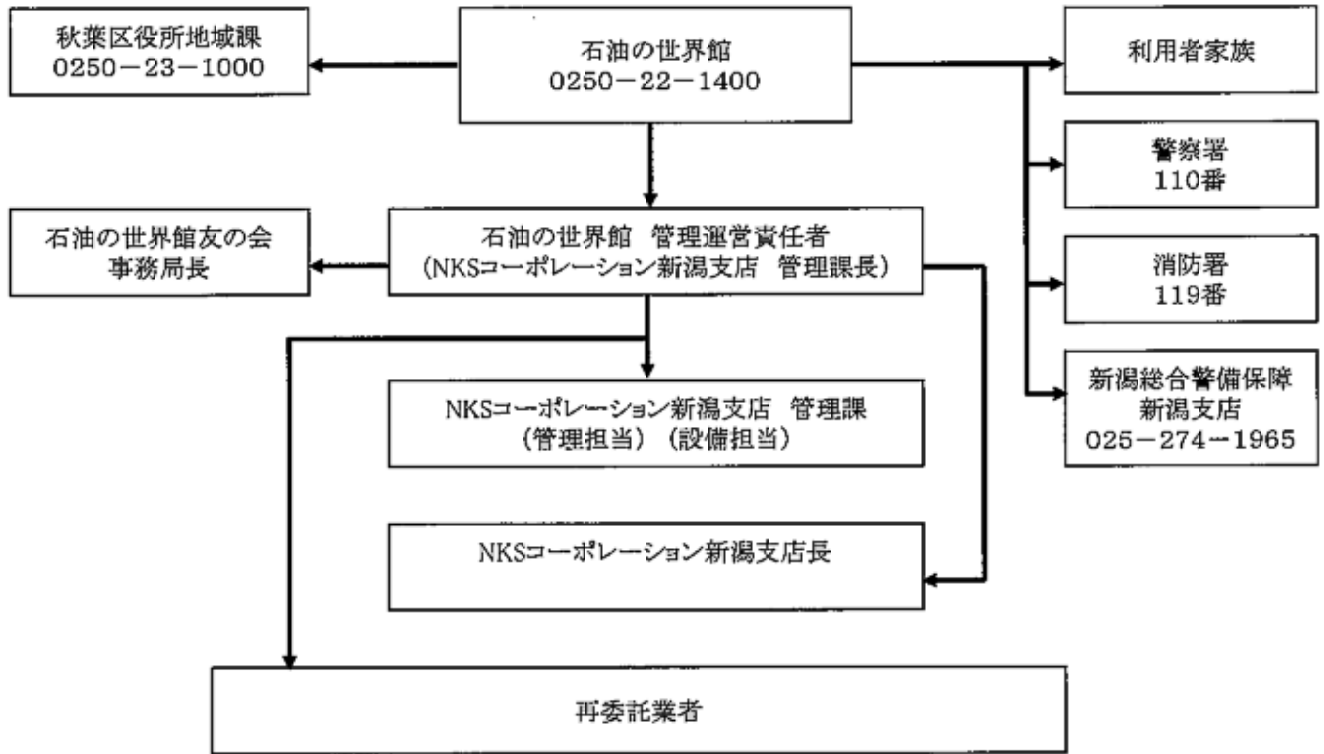 秋葉区役所地域課
0250-23-1000
石油の世界館
0250-22-1400
利用者家族
警察署
110番
石油の世界館友の会
事務局長
石油の世界館 管理運営責任者
(NKSコーポレーション新潟支店 管理課長)
消防署
119番
NKSコーポレーション新潟支店 管理課
(管理担当) (設備担当)
新潟総合警備保障
新潟支店
025-274-1965
NKSコーポレーション新潟支店長
再委託業者